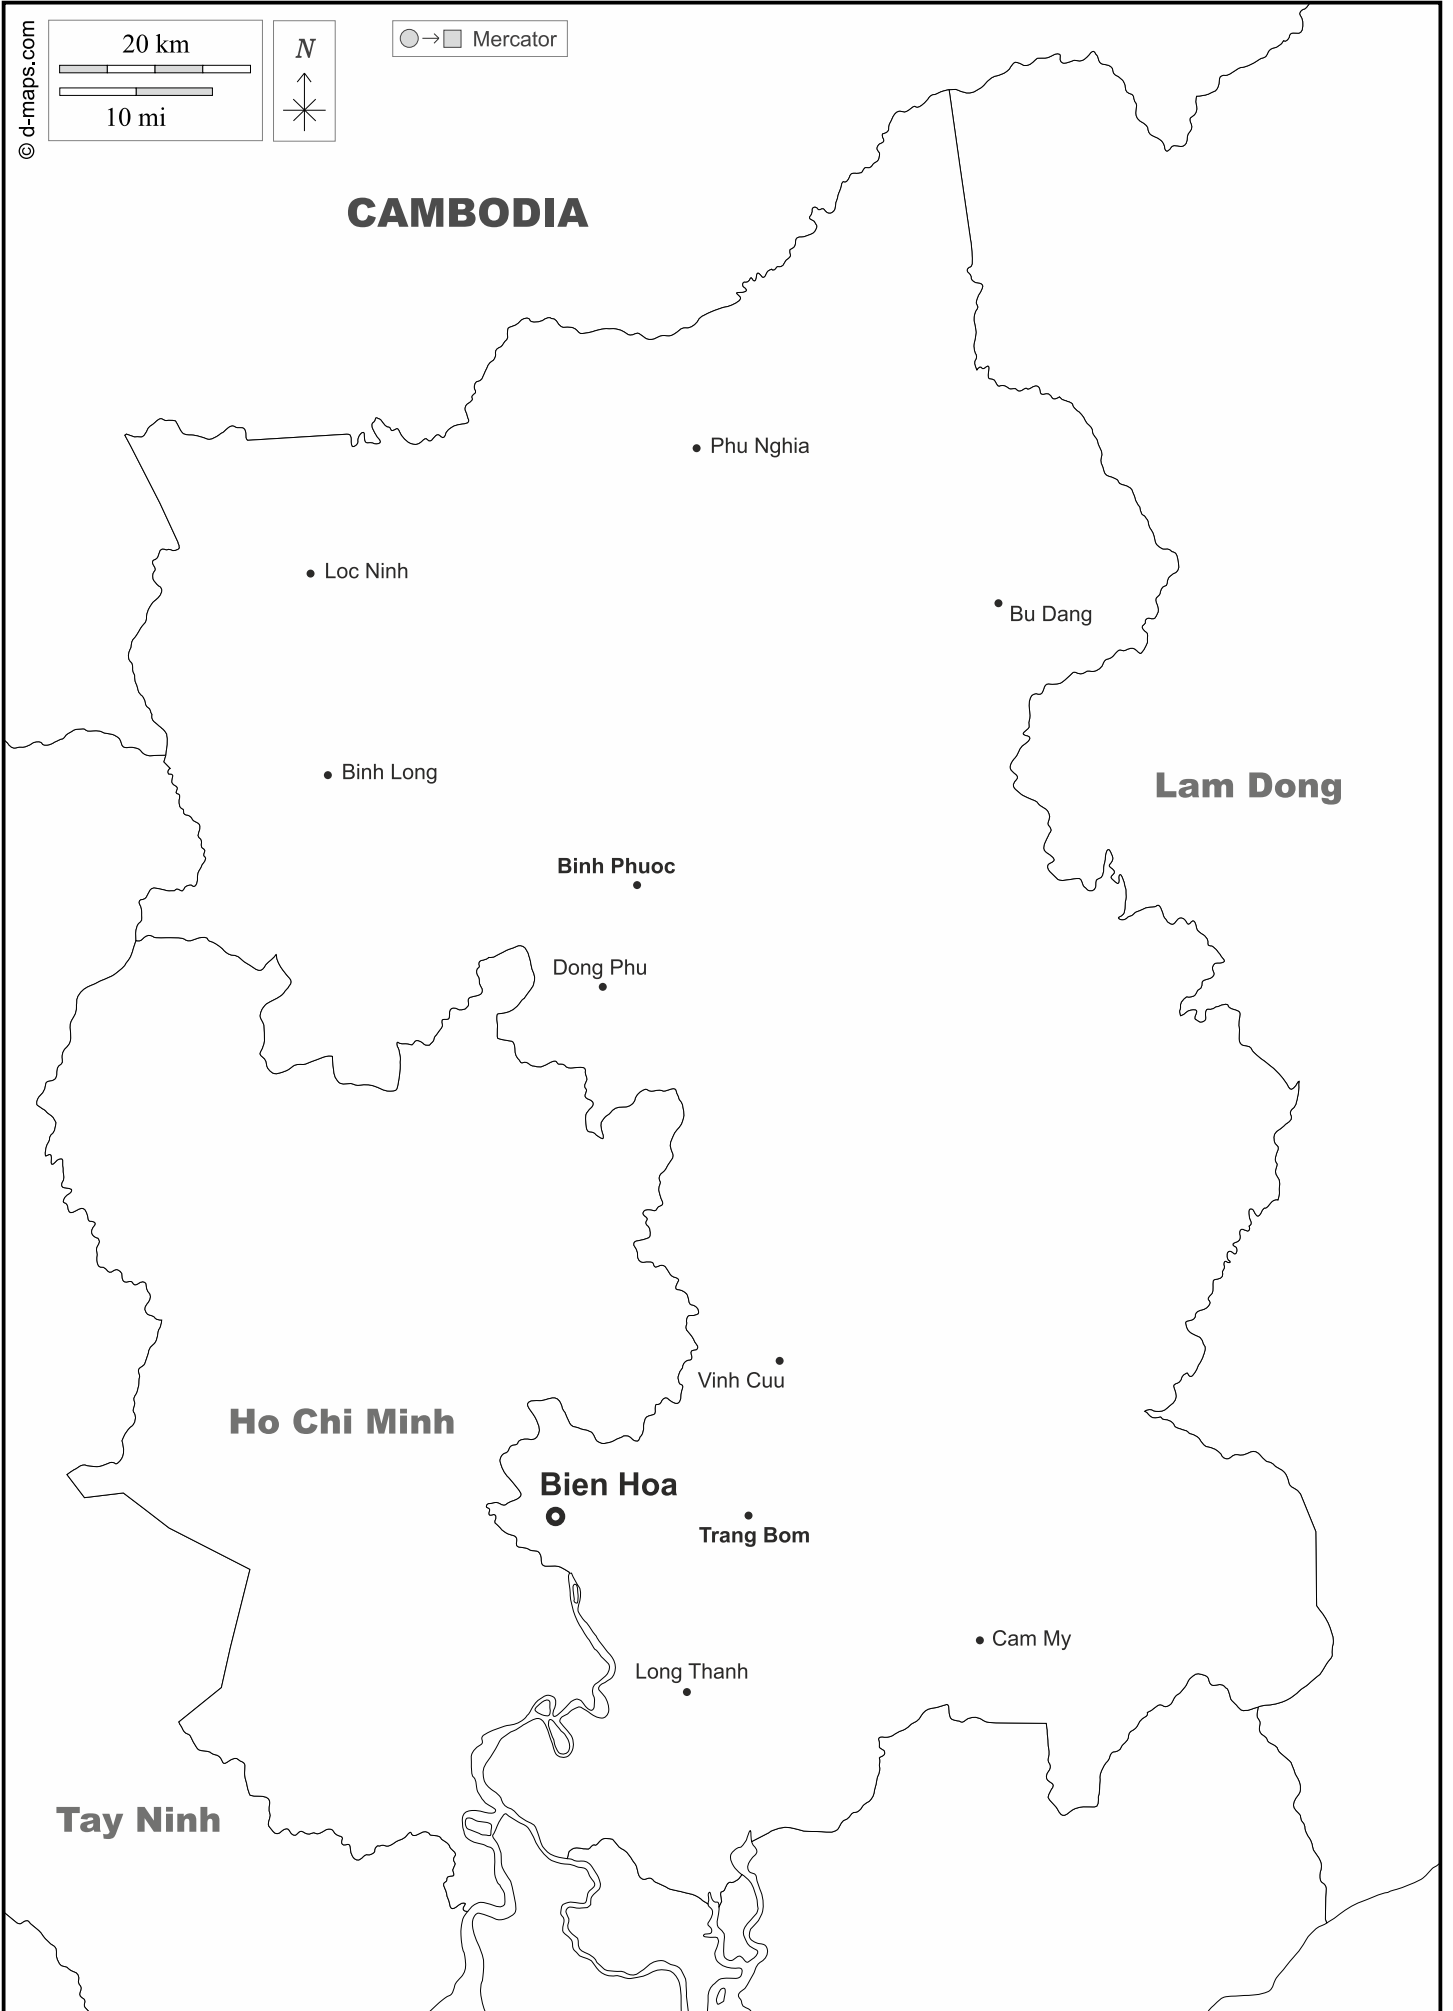 © d-maps.com
20 km
10 mi
N
Mercator
CAMBODIA
Phu Nghia
Loc Ninh
Bu Dang
Binh Long
Lam Dong
Binh Phuoc
Dong Phu
Vinh Cuu
Ho Chi Minh
Bien Hoa
Trang Bom
Cam My
Long Thanh
Tay Ninh